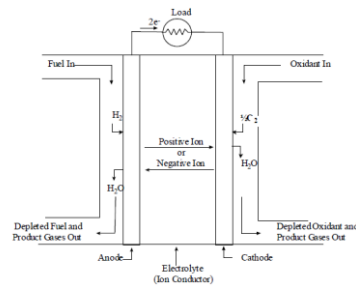 Load
2e-
Fuel In
Oxidant In
H2
½C2
Positive Ion
or
Negative Ion
H2O
H2O
Depleted Fuel and
Product Gases Out
Depleted Oxidant and
Product Gases Out
Anode
Cathode
Electrolyte
(Ion Conductor)